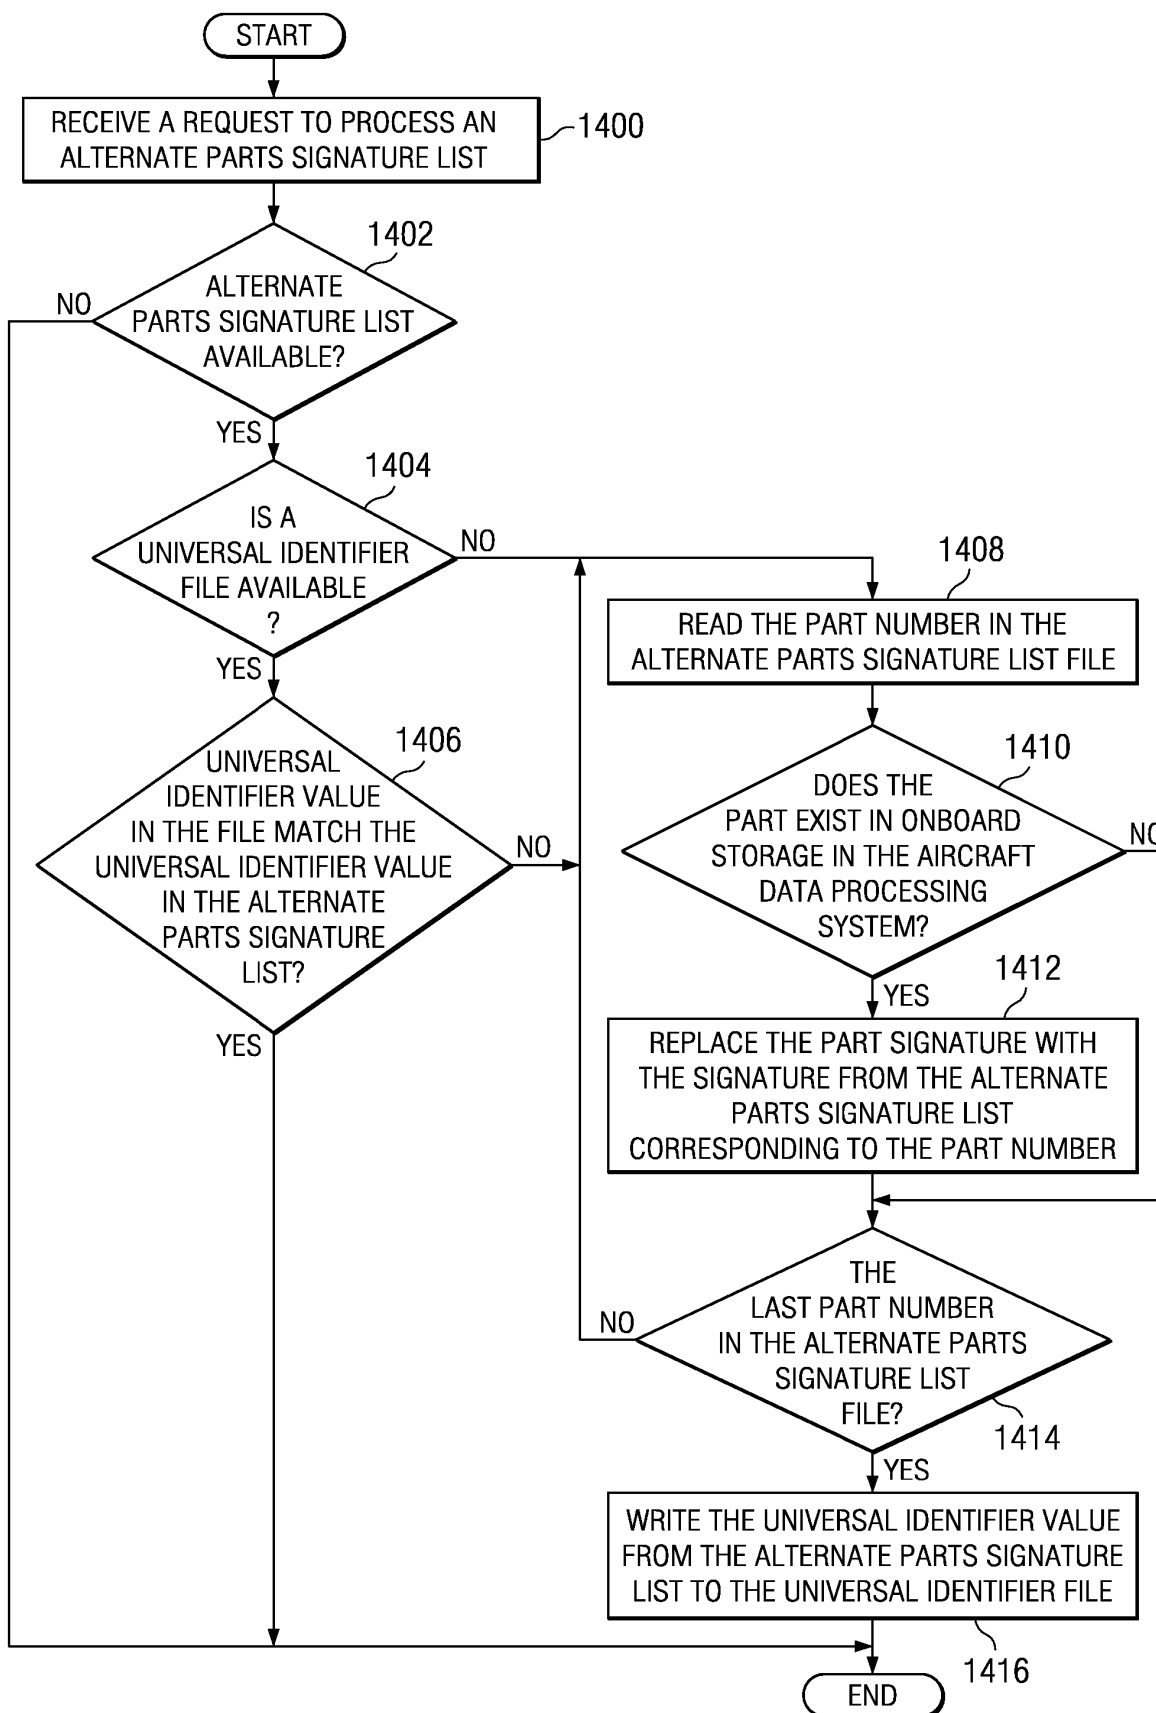 START
RECEIVE A REQUEST TO PROCESS AN
ALTERNATE PARTS SIGNATURE LIST
1400
1402
ALTERNATE
PARTS SIGNATURE LIST
AVAILABLE?
NO
YES
1404
IS A
UNIVERSAL IDENTIFIER
FILE AVAILABLE
?
NO
YES
1406
UNIVERSAL
IDENTIFIER VALUE
IN THE FILE MATCH THE
UNIVERSAL IDENTIFIER VALUE
IN THE ALTERNATE
PARTS SIGNATURE
LIST?
NO
YES
1408
READ THE PART NUMBER IN THE
ALTERNATE PARTS SIGNATURE LIST FILE
1410
DOES THE
PART EXIST IN ONBOARD
STORAGE IN THE AIRCRAFT
DATA PROCESSING
SYSTEM?
NO
YES
1412
REPLACE THE PART SIGNATURE WITH
THE SIGNATURE FROM THE ALTERNATE
PARTS SIGNATURE LIST
CORRESPONDING TO THE PART NUMBER
THE
LAST PART NUMBER
IN THE ALTERNATE PARTS
SIGNATURE LIST
FILE?
NO
1414
YES
WRITE THE UNIVERSAL IDENTIFIER VALUE
FROM THE ALTERNATE PARTS SIGNATURE
LIST TO THE UNIVERSAL IDENTIFIER FILE
1416
END